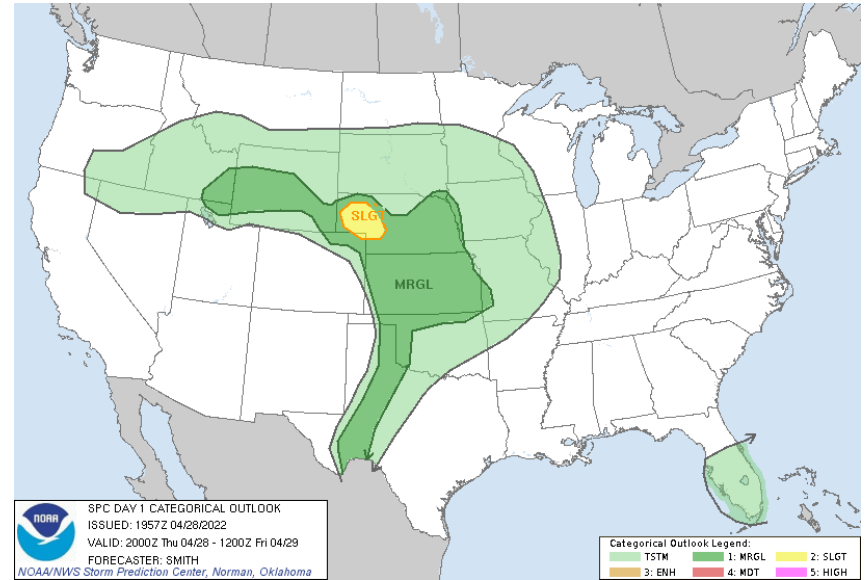 SLGT
MRGL
NOAA
SPC DAY 1 CATEGORICAL OUTLOOK
ISSUED: 1957Z 04/28/2022
VALID: 2000Z Thu 04/28 - 1200Z Fri 04/29
FORECASTER: SMITH
NOAA/NWS Storm Prediction Center, Norman, Oklahoma
Categorical Outlook Legend:
TSTM 1: MRGL 2: SLGT
3: ENH 4: MDT 5: HIGH